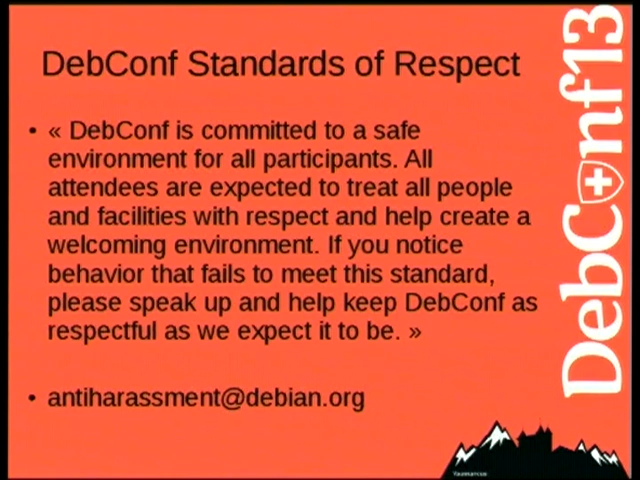 DebConf Standards of Respect
• « DebConf is committed to a safe
environment for all participants. All
attendees are expected to treat all people
and facilities with respect and help create a
welcoming environment. If you notice
behavior that fails to meet this standard,
please speak up and help keep DebConf as
respectful as we expect it to be. »
• antiharassment@debian.org
DebConf13